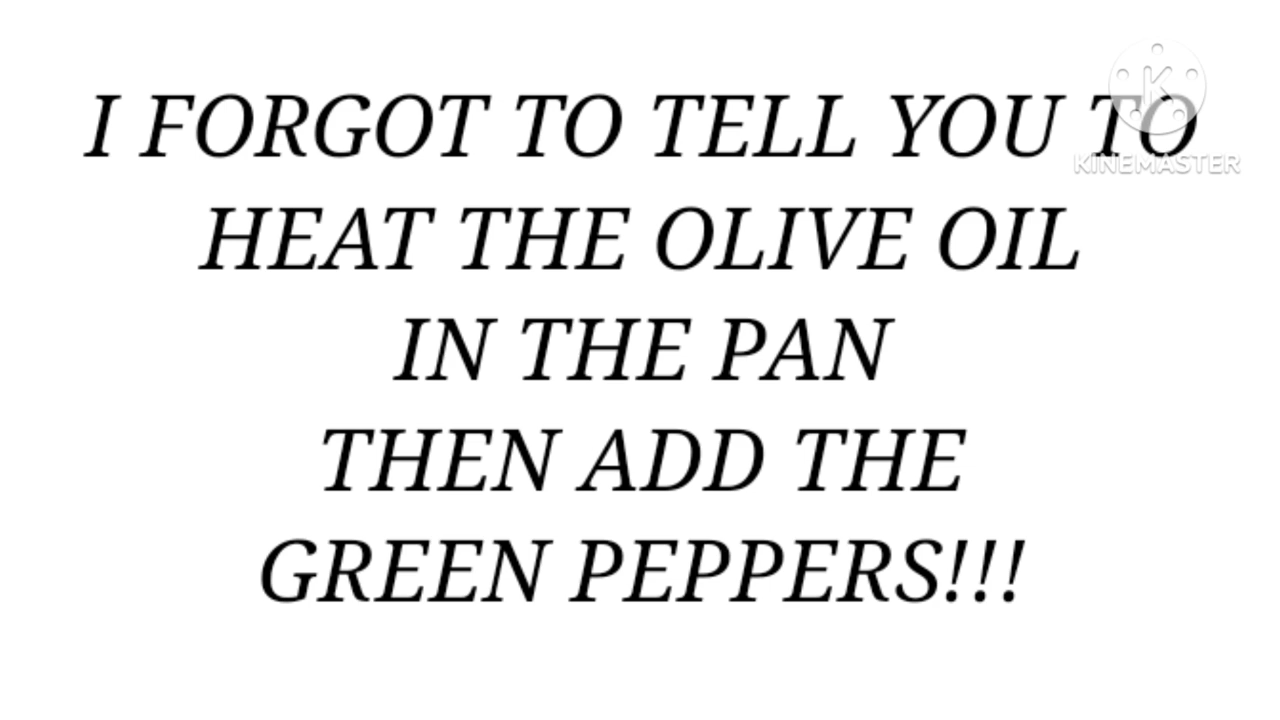 I FORGOT TO TELL YOU TO
KINEMASTER
HEAT THE OLIVE OIL
IN THE PAN
THEN ADD THE
GREEN PEPPERS!!!